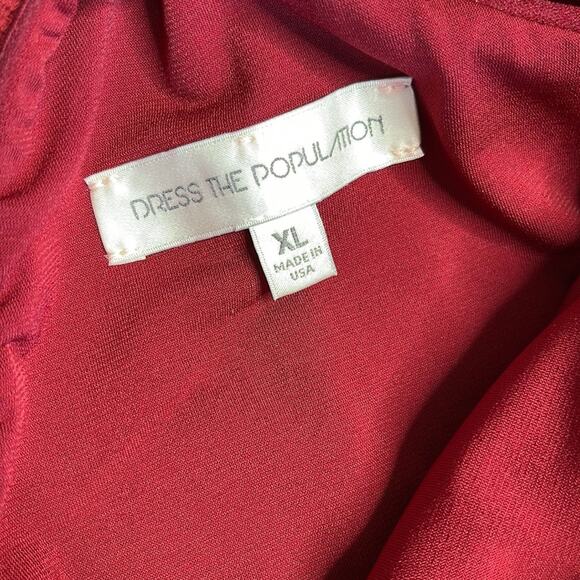 DRESS THE POPULATION
XL
MADE IN
USA